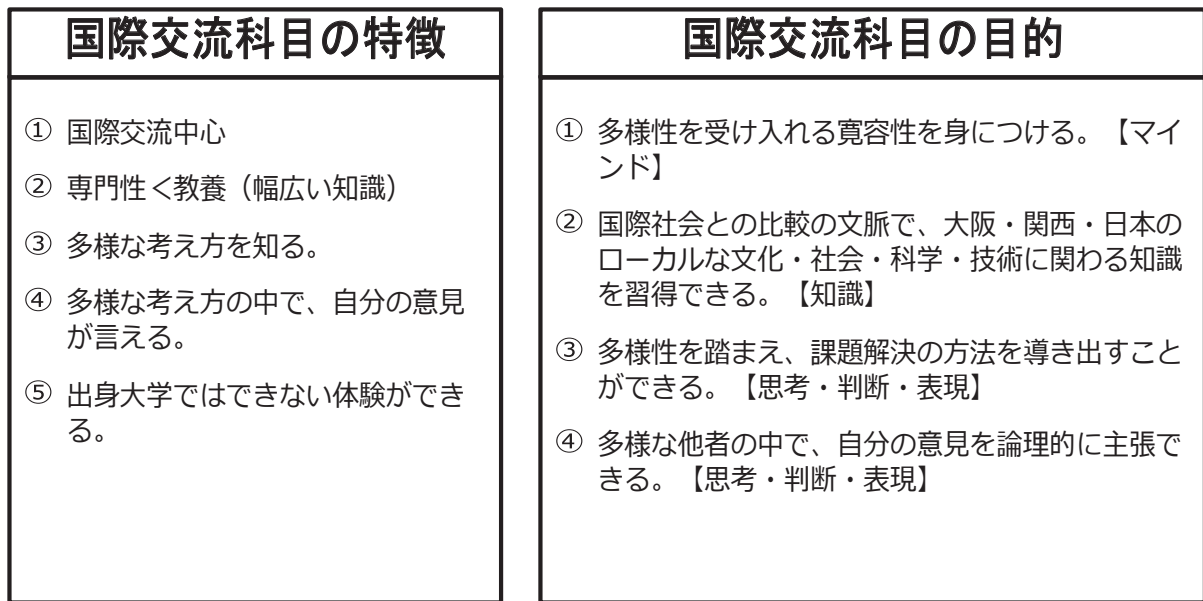 国際交流科目の特徴
① 国際交流中心
② 専門性＜教養（幅広い知識）
③ 多様な考え方を知る。
④ 多様な考え方の中で、自分の意見
が言える。
⑤ 出身大学ではできない体験ができ
る。
国際交流科目の目的
① 多様性を受け入れる寛容性を身につける。【マイ
ンド】
② 国際社会との比較の文脈で、大阪・関西・日本の
ローカルな文化・社会・科学・技術に関わる知識
を習得できる。【知識】
③ 多様性を踏まえ、課題解決の方法を導き出すこと
ができる。【思考・判断・表現】
④ 多様な他者の中で、自分の意見を論理的に主張で
きる。【思考・判断・表現】